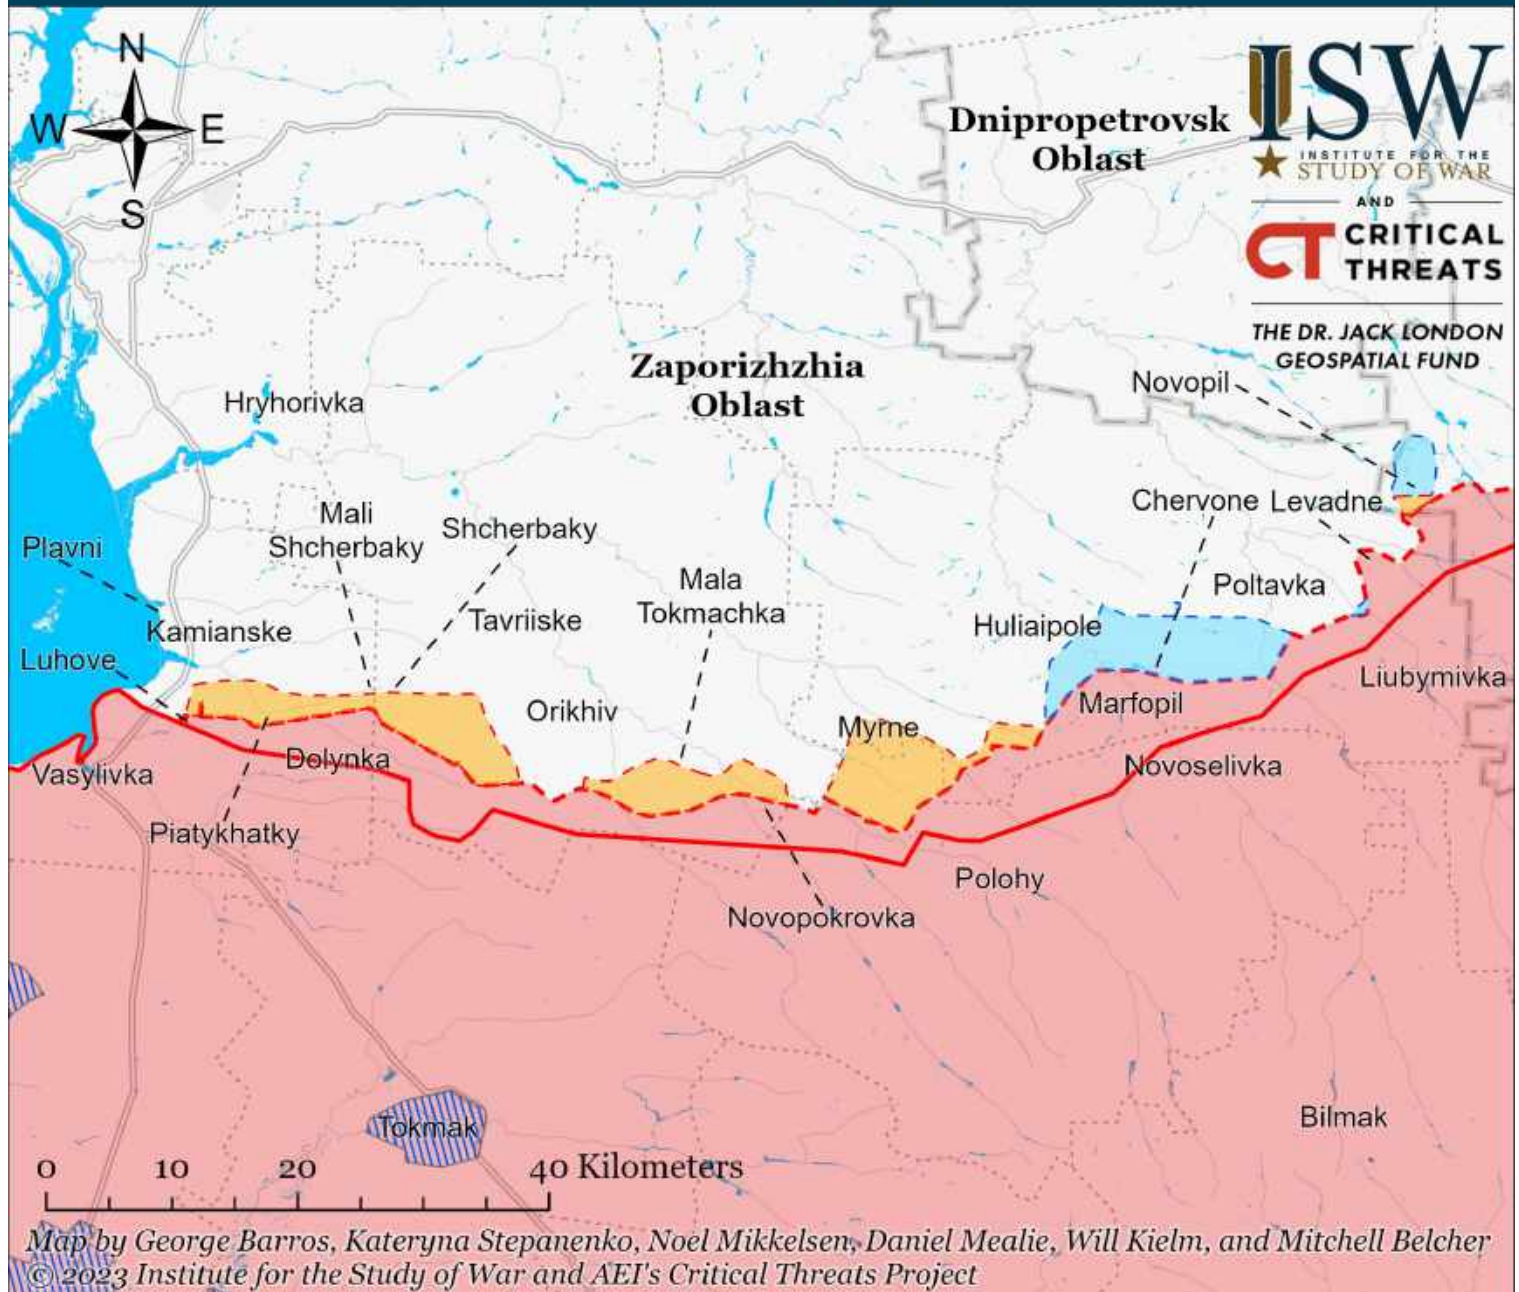 N
W
E
S
Dnipropetrovsk
Oblast
ISW
INSTITUTE FOR THE
STUDY OF WAR
AND
CT CRITICAL
THREATS
THE DR. JACK LONDON
GEOSPATIAL FUND
Zaporizhzhia
Oblast
Novopil
Hryhorivka
Mali
Shcherbaky
Shcherbaky
Chervone
Levadne
Plavni
Mala
Tokmachka
Poltavka
Kamianske
Tavriiske
Huliaipole
Luhove
Orikhiv
Myrne
Marfopil
Liubymivka
Vasylivka
Dolynka
Novoselivka
Piatykhatky
Polohy
Novopokrovka
Tokmak
Bilmak
0 10 20 40 Kilometers
Map by George Barros, Kateryna Stepanenko, Noel Mikkelsen, Daniel Mealie, Will Kielm, and Mitchell Belcher
© 2023 Institute for the Study of War and AEI's Critical Threats Project